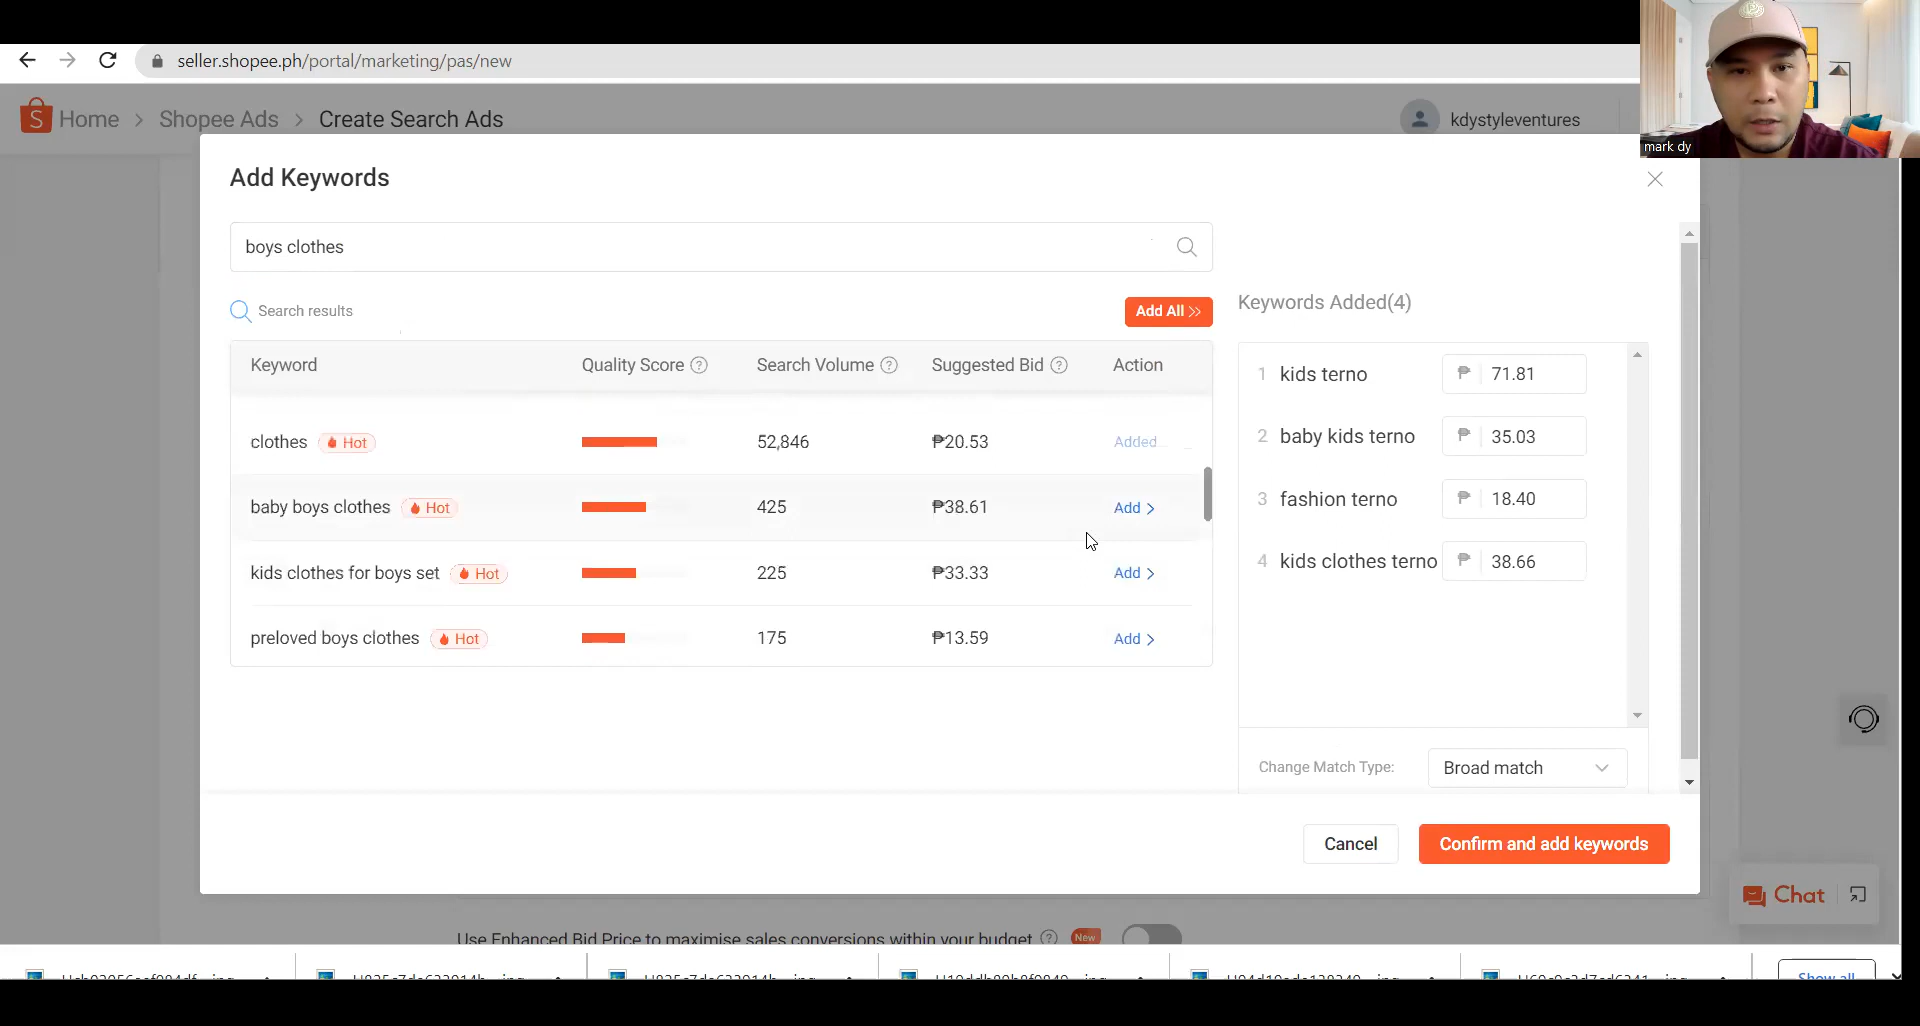 seller.shopee.ph/portal/marketing/pas/new
Home > Shopee Ads > Create Search Ads
kdystyleventures
mark dy
Add Keywords
boys clothes
Search results
Add All >>
Keywords Added(4)
Keyword Quality Score ? Search Volume ? Suggested Bid ? Action
clothes Hot 52,846 ₱20.53 Added
baby boys clothes Hot 425 ₱38.61 Add >
kids clothes for boys set Hot 225 ₱33.33 Add >
preloved boys clothes Hot 175 ₱13.59 Add >
1 kids terno ₱ 71.81
2 baby kids terno ₱ 35.03
3 fashion terno ₱ 18.40
4 kids clothes terno ₱ 38.66
Change Match Type: Broad match
Cancel
Confirm and add keywords
Chat
Use Enhanced Bid Price to maximise sales conversions within your budget ? New
Show all